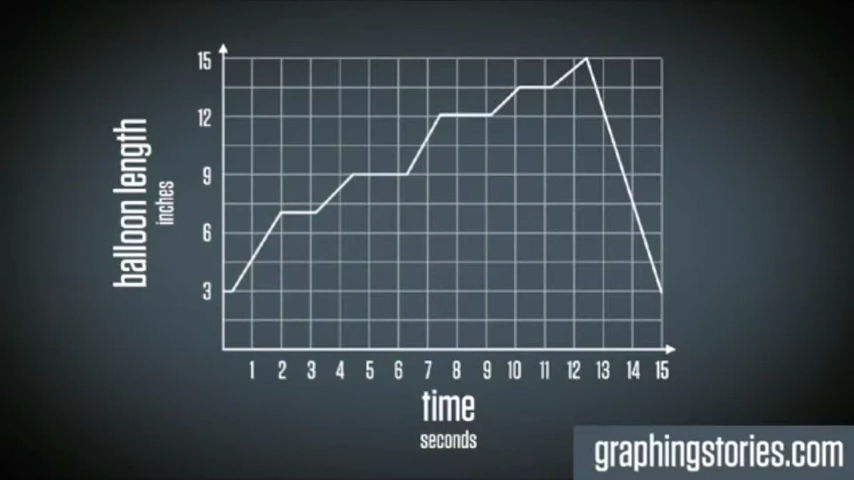 15
12
9
6
3
balloon length
inches
1 2 3 4 5 6 7 8 9 10 11 12 13 14 15
time
seconds
graphingstories.com